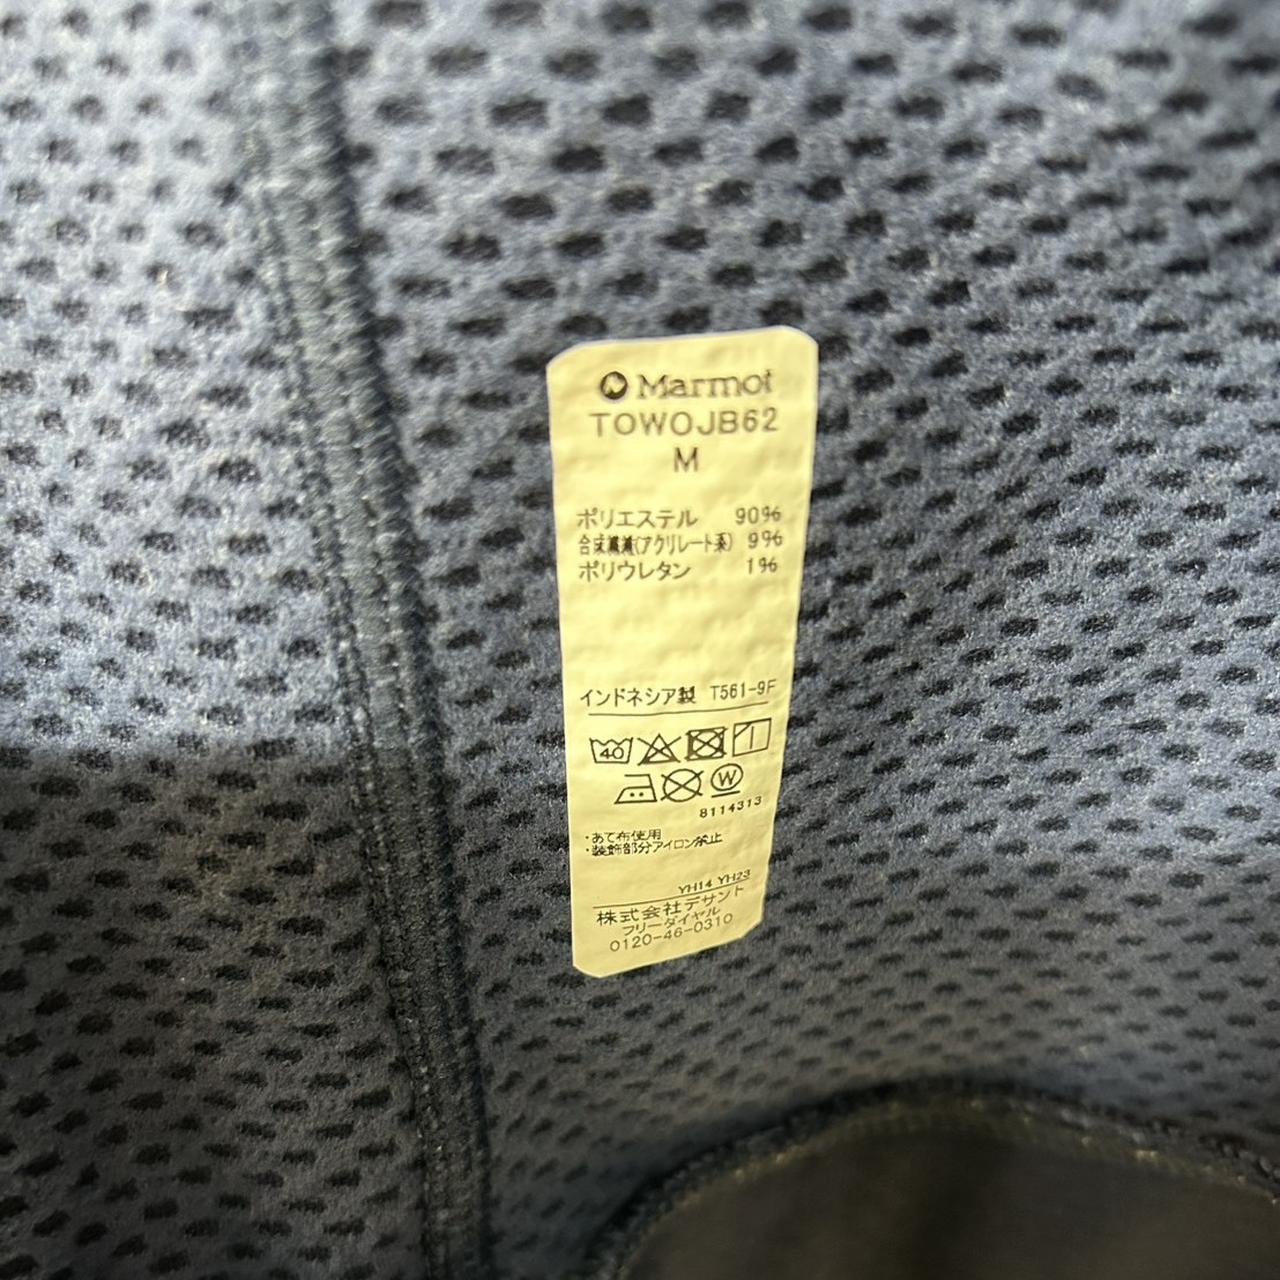 Marmot
TOWOJB62
M
ポリエステル 90%
合成繊維(アクリレート系) 9%
ポリウレタン 1%
インドネシア製 T561-9F
40
W
8114313
・あて布使用
・装飾部分アイロン禁止
YH14 YH23
株式会社デサント
フリーダイヤル
0120-46-0310